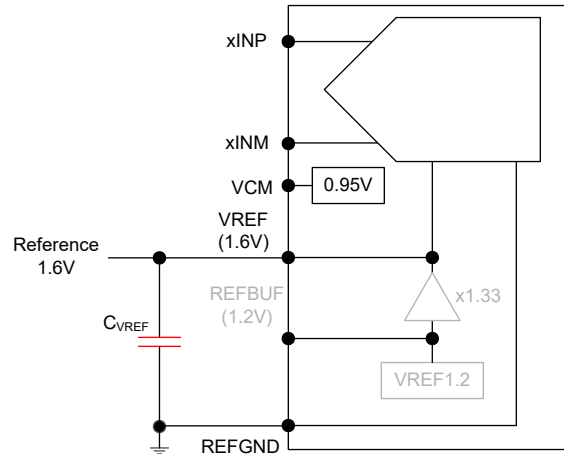 xINP
xINM
VCM
0.95V
VREF
(1.6V)
Reference
1.6V
REFBUF
(1.2V)
x1.33
CVREF
VREF1.2
REFGND